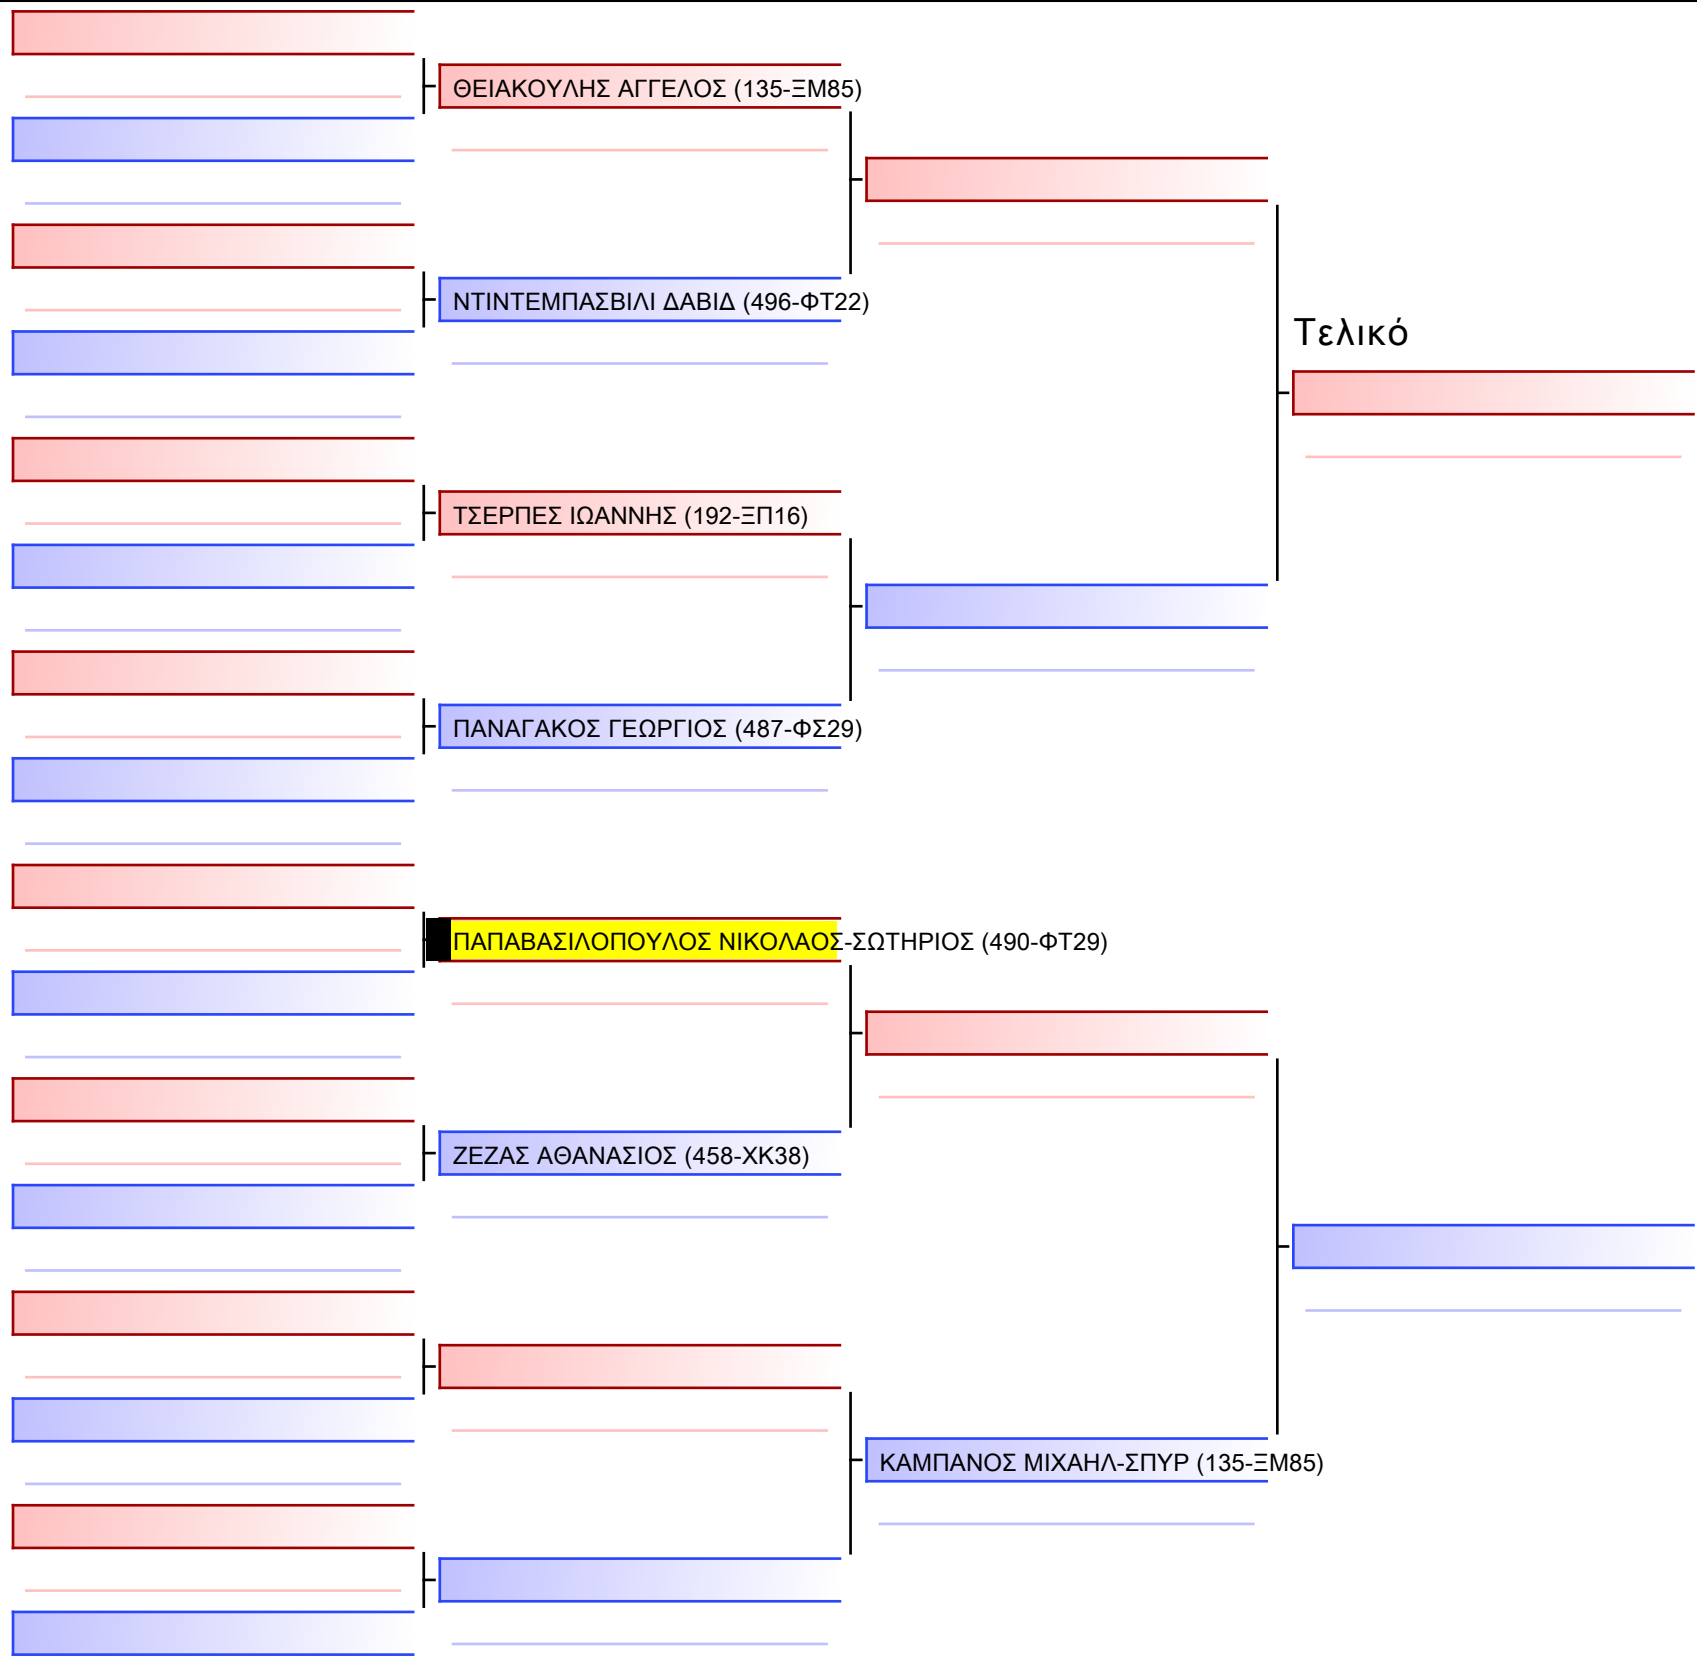 ΘΕΙΑΚΟΥΛΗΣ ΑΓΓΕΛΟΣ (135-ΞΜ85)
ΝΤΙΝΤΕΜΠΑΣΒΙΛΙ ΔΑΒΙΔ (496-ΦΤ22)
Τελικό
ΤΣΕΡΠΕΣ ΙΩΑΝΝΗΣ (192-ΞΠ16)
ΠΑΝΑΓΑΚΟΣ ΓΕΩΡΓΙΟΣ (487-ΦΣ29)
ΠΑΠΑΒΑΣΙΛΟΠΟΥΛΟΣ ΝΙΚΟΛΑΟΣ-ΣΩΤΗΡΙΟΣ (490-ΦΤ29)
ΖΕΖΑΣ ΑΘΑΝΑΣΙΟΣ (458-ΧΚ38)
ΚΑΜΠΑΝΟΣ ΜΙΧΑΗΛ-ΣΠΥΡ (135-ΞΜ85)